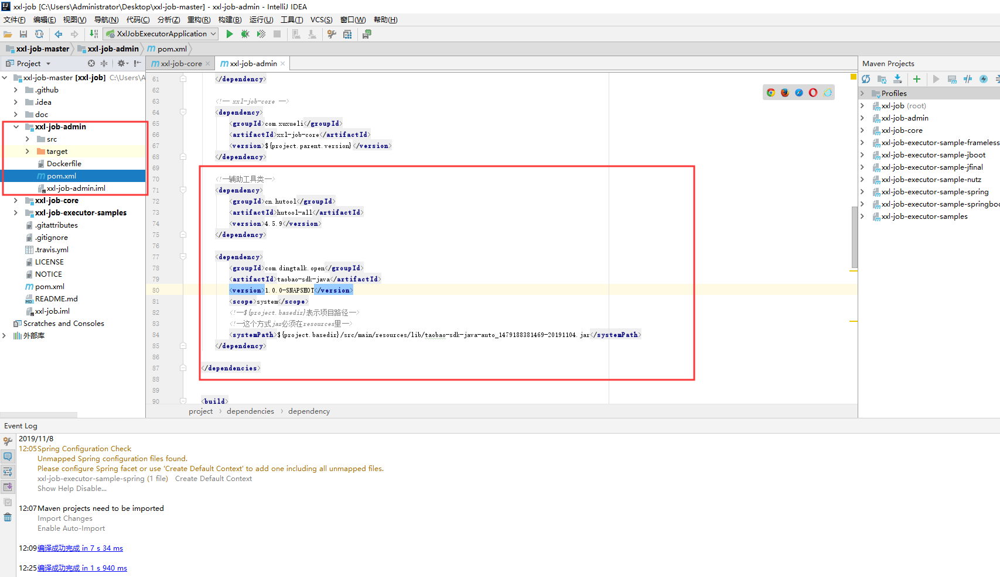 xxl-job [C:\Users\Administrator\Desktop\xxl-job-master] - xxl-job-admin - IntelliJ IDEA
文件(F) 编辑(E) 视图(V) 导航(N) 代码(C) 分析(Z) 重构(R) 构建(B) 运行(U) 工具(T) VCS(S) 窗口(W) 帮助(H)
XxlJobExecutorApplication
xxl-job-master xxl-job-admin pom.xml
Project
xxl-job-master [xxl-job] C:\Users\A
.github
.idea
doc
xxl-job-admin
src
target
Dockerfile
pom.xml
xxl-job-admin.iml
xxl-job-core
xxl-job-executor-samples
.gitattributes
.gitignore
.travis.yml
LICENSE
NOTICE
pom.xml
README.md
xxl-job.iml
Scratches and Consoles
外部库
xxl-job-core xxl-job-admin
61 </dependency>
62
63 <!-- xxl-job-core -->
64 <dependency>
65 <groupId>com.xuxueli</groupId>
66 <artifactId>xxl-job-core</artifactId>
67 <version>${project.parent.version}</version>
68 </dependency>
69
70 <!--辅助工具类-->
71 <dependency>
72 <groupId>cn.hutool</groupId>
73 <artifactId>hutool-all</artifactId>
74 <version>4.5.9</version>
75 </dependency>
76
77 <dependency>
78 <groupId>com.dingtalk.open</groupId>
79 <artifactId>taobao-sdk-java</artifactId>
80 <version>1.0.0-SNAPSHOT</version>
81 <scope>system</scope>
82 <!--${project.basedir}表示项目路径-->
83 <!--这个方式jar必须在resources里-->
84 <systemPath>${project.basedir}/src/main/resources/lib/taobao-sdk-java-auto_1479188381469-20191104.jar</systemPath>
85 </dependency>
86
87 </dependencies>
88
89
90 <build>
project › dependencies › dependency
Maven Projects
Profiles
xxl-job (root)
xxl-job-admin
xxl-job-core
xxl-job-executor-sample-frameless
xxl-job-executor-sample-jboot
xxl-job-executor-sample-jfinal
xxl-job-executor-sample-nutz
xxl-job-executor-sample-spring
xxl-job-executor-sample-springboo
xxl-job-executor-samples
Event Log
2019/11/8
12:05 Spring Configuration Check
Unmapped Spring configuration files found.
Please configure Spring facet or use 'Create Default Context' to add one including all unmapped files.
xxl-job-executor-sample-spring (1 file) Create Default Context
Show Help Disable...
12:07 Maven projects need to be imported
Import Changes
Enable Auto-Import
12:09 编译成功完成 in 7 s 34 ms
12:25 编译成功完成 in 1 s 940 ms